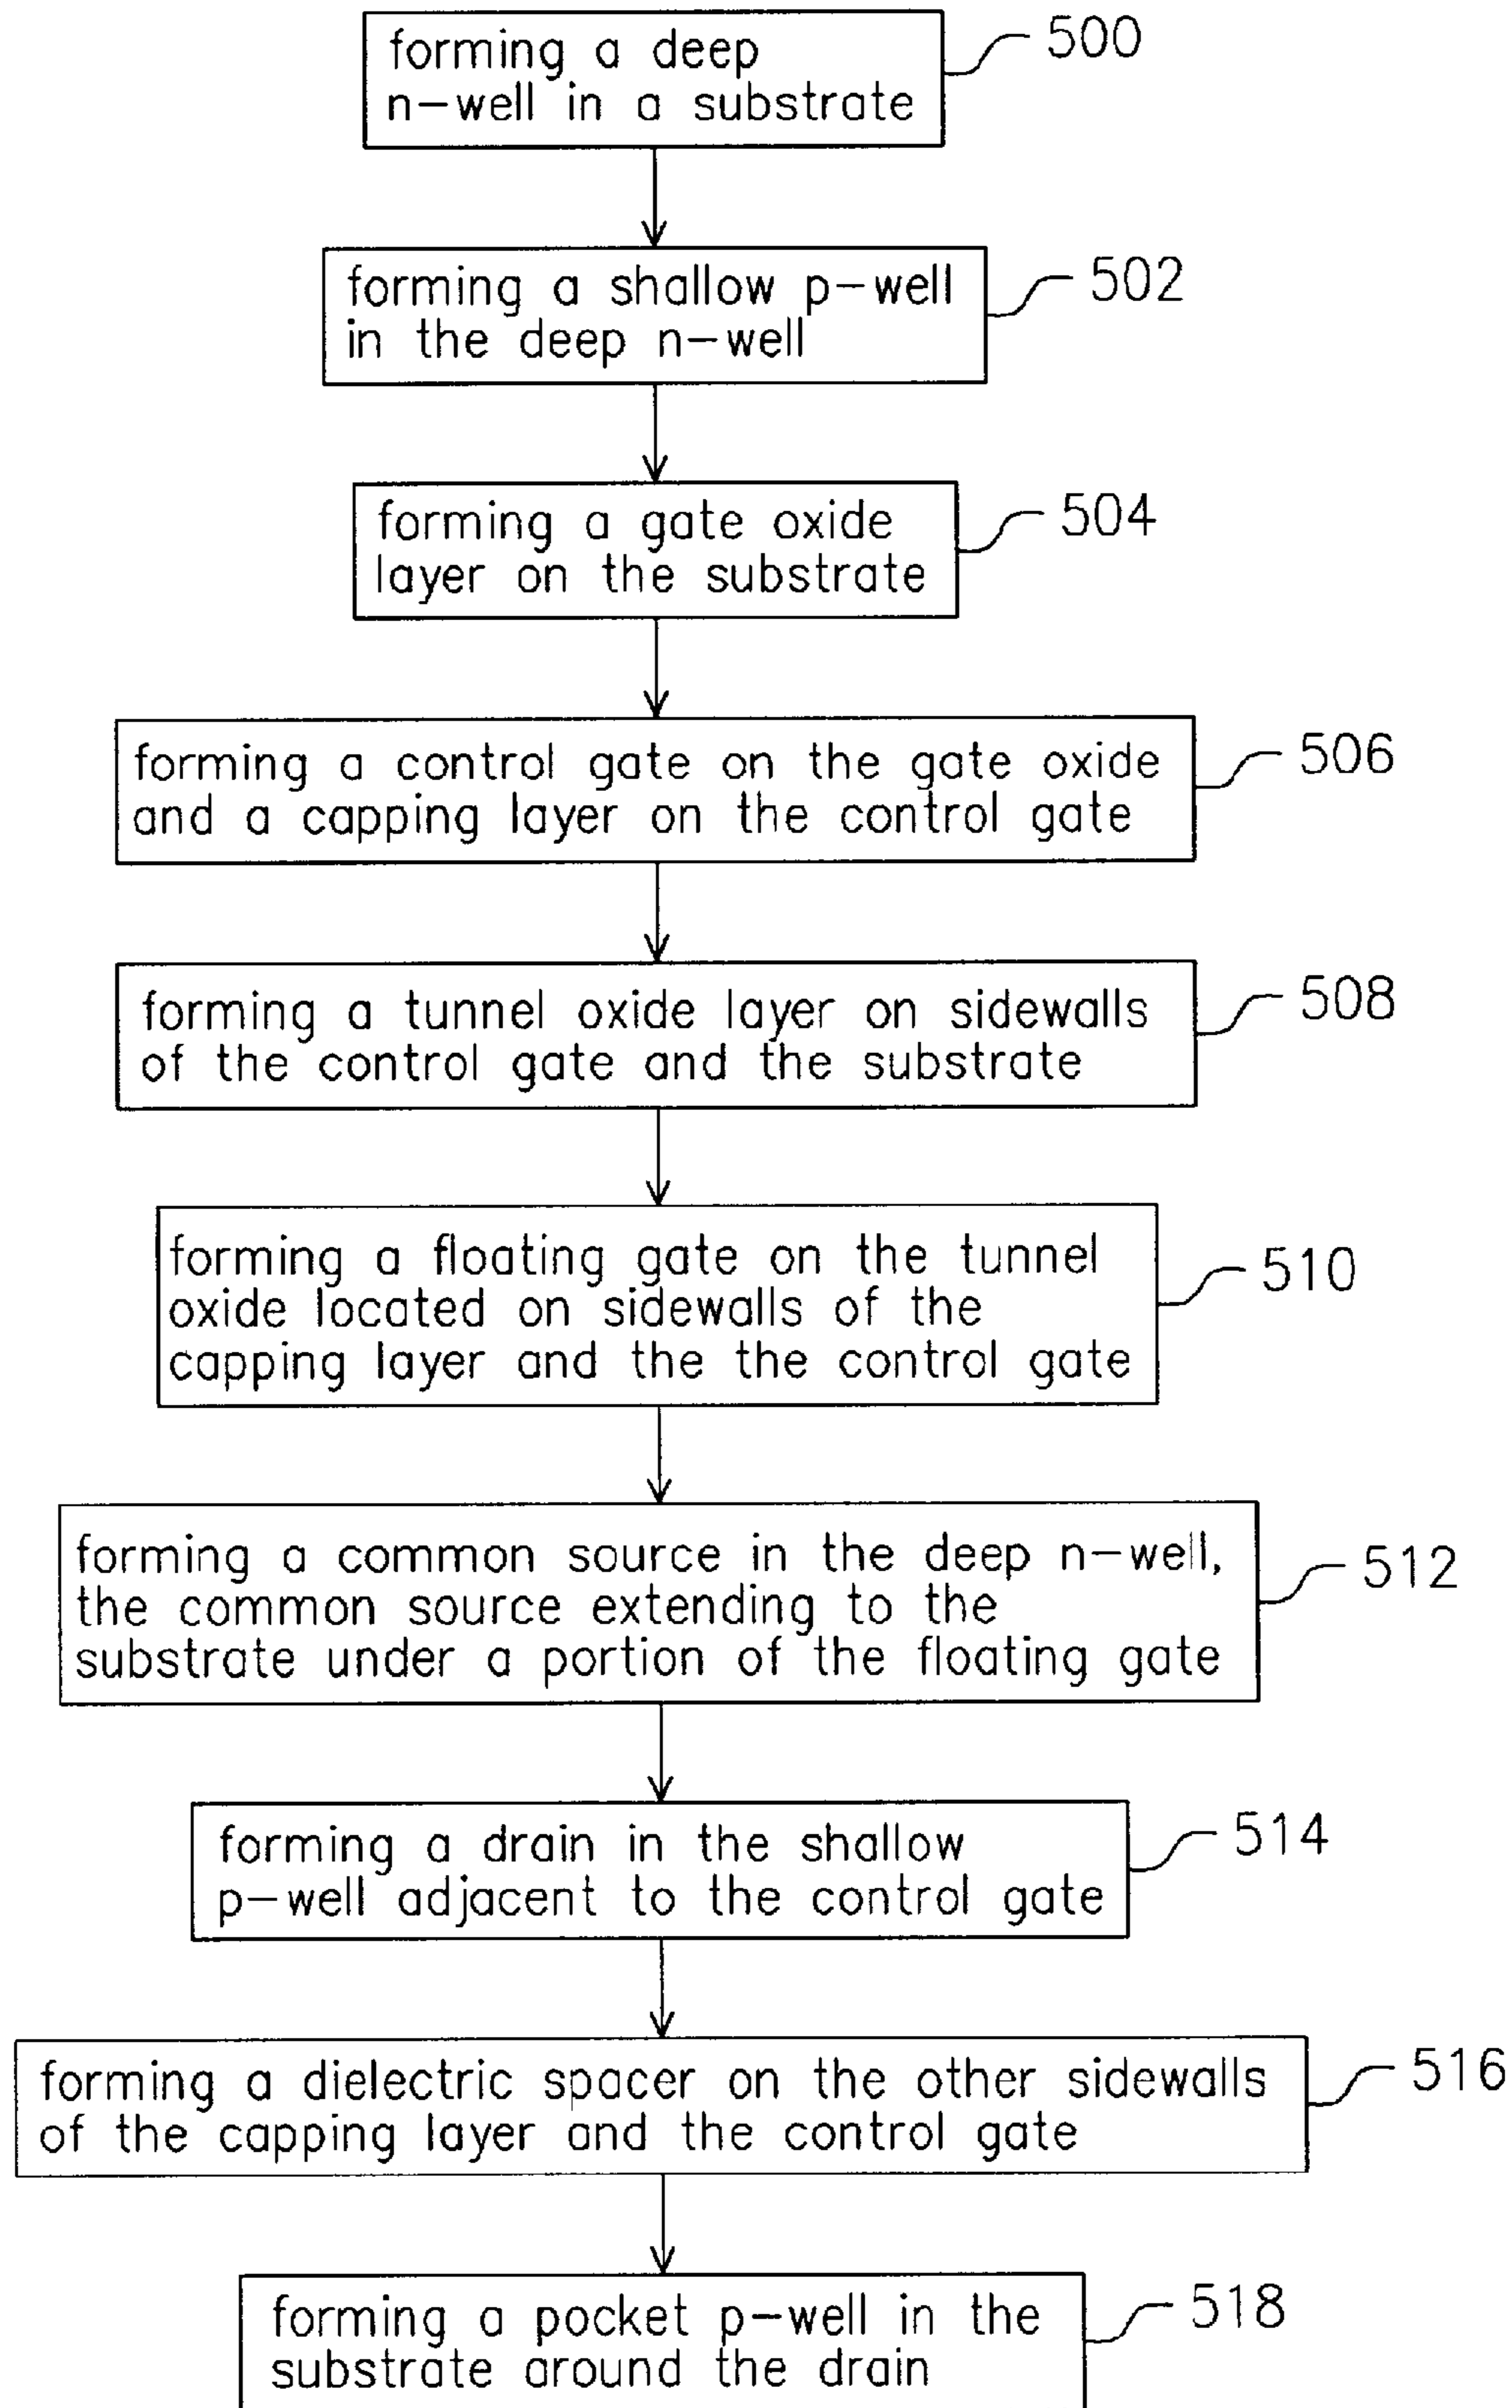 forming a deep
n-well in a substrate
500
forming a shallow p-well
in the deep n-well
502
forming a gate oxide
layer on the substrate
504
forming a control gate on the gate oxide
and a capping layer on the control gate
506
forming a tunnel oxide layer on sidewalls
of the control gate and the substrate
508
forming a floating gate on the tunnel
oxide located on sidewalls of the
capping layer and the the control gate
510
forming a common source in the deep n-well,
the common source extending to the
substrate under a portion of the floating gate
512
forming a drain in the shallow
p-well adjacent to the control gate
514
forming a dielectric spacer on the other sidewalls
of the capping layer and the control gate
516
forming a pocket p-well in the
substrate around the drain
518